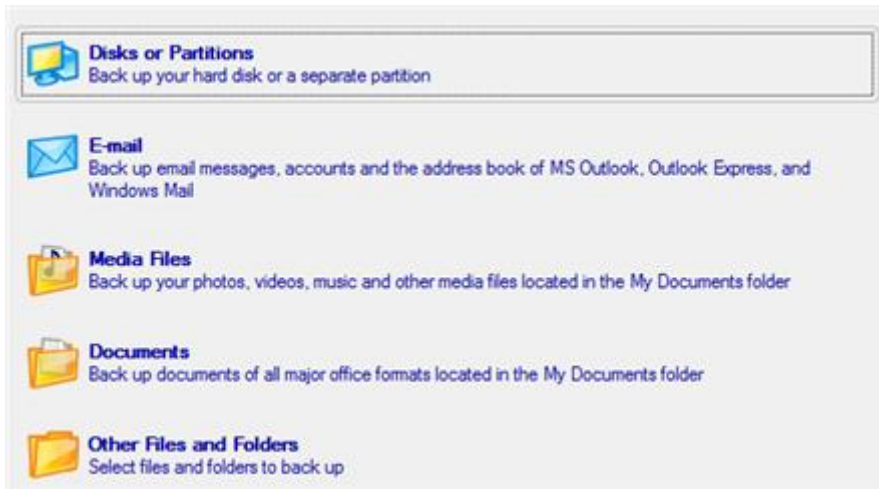 Disks or Partitions
Back up your hard disk or a separate partition
E-mail
Back up email messages, accounts and the address book of MS Outlook, Outlook Express, and
Windows Mail
Media Files
Back up your photos, videos, music and other media files located in the My Documents folder
Documents
Back up documents of all major office formats located in the My Documents folder
Other Files and Folders
Select files and folders to back up